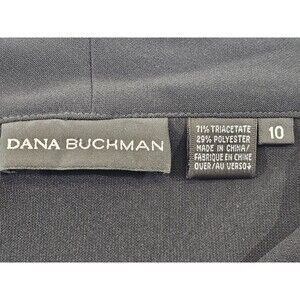 DANA BUCHMAN
71% TRIACETATE
29% POLYESTER
MADE IN CHINA/
FABRIQUÉ EN CHINE
OVER/AU VERSO
10